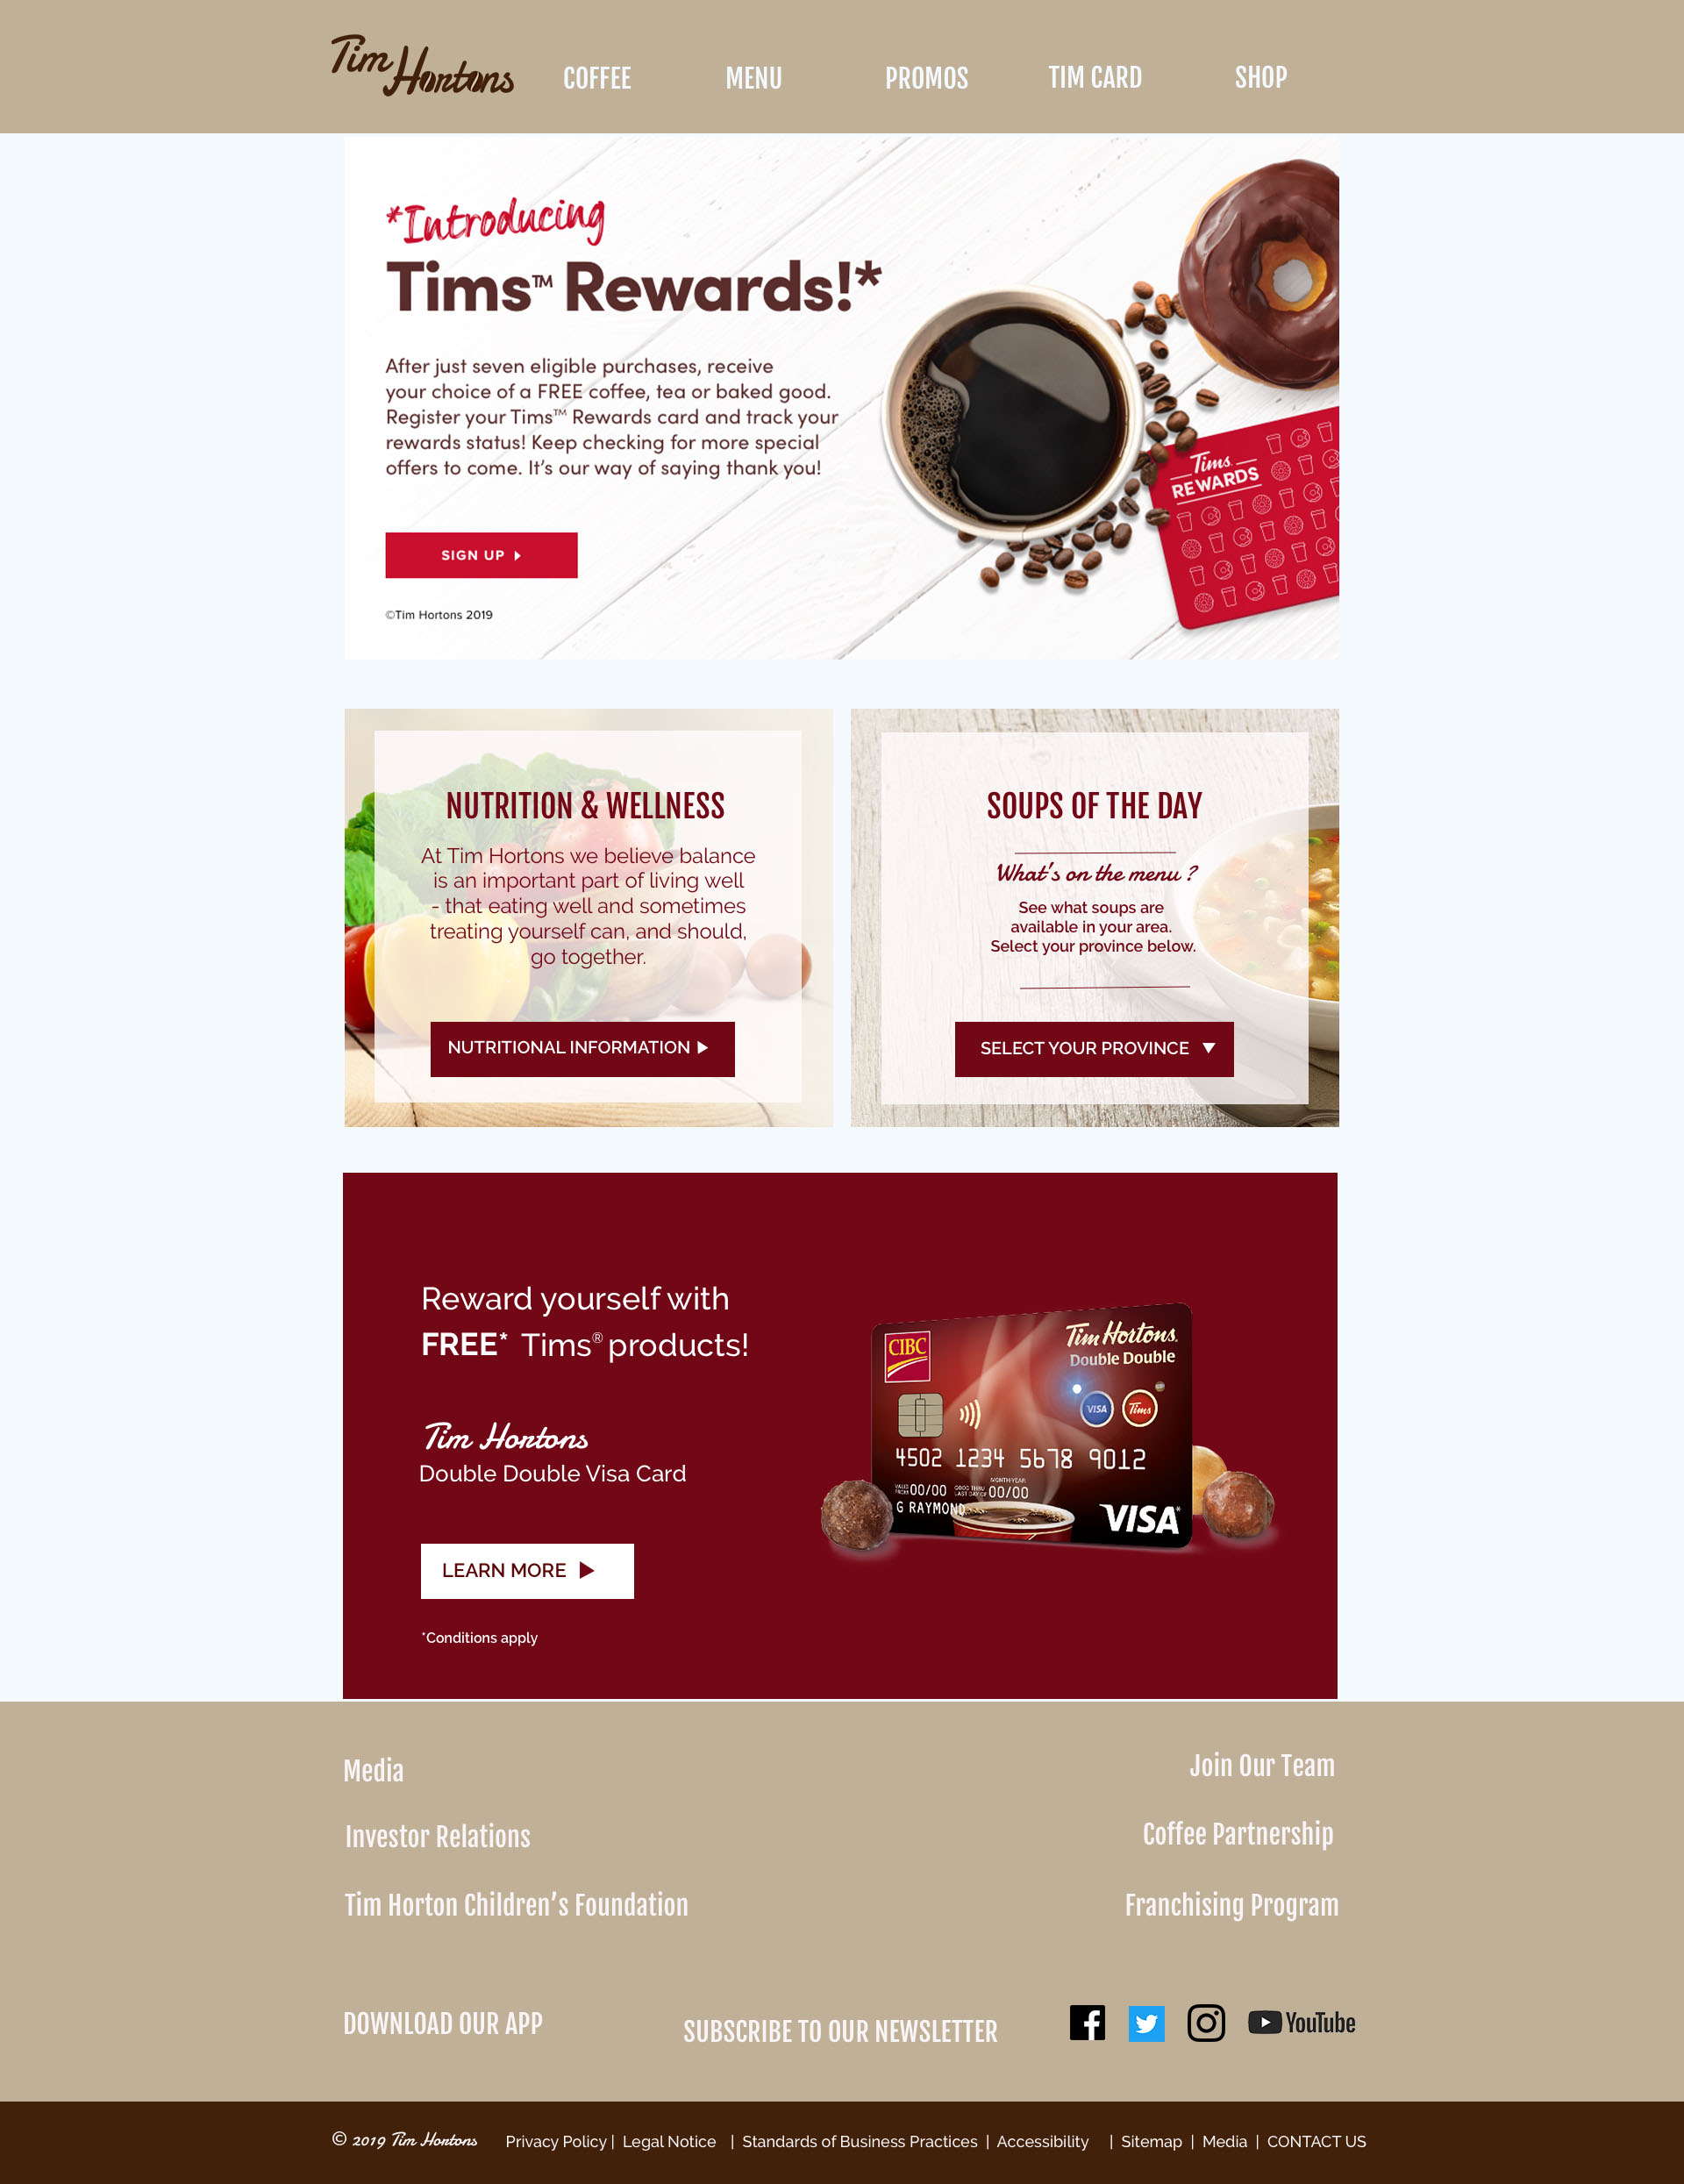 Tim Hortons
COFFEE MENU PROMOS TIM CARD SHOP
*Introducing
Tims™ Rewards!*
After just seven eligible purchases, receive
your choice of a FREE coffee, tea or baked good.
Register your Tims™ Rewards card and track your
rewards status! Keep checking for more special
offers to come. It's our way of saying thank you!
SIGN UP
©Tim Hortons 2019
Tims
REWARDS
NUTRITION & WELLNESS
At Tim Hortons we believe balance
is an important part of living well
- that eating well and sometimes
treating yourself can, and should,
go together.
NUTRITIONAL INFORMATION
SOUPS OF THE DAY
What's on the menu ?
See what soups are
available in your area.
Select your province below.
SELECT YOUR PROVINCE
Reward yourself with
FREE* Tims® products!
Tim Hortons
Double Double Visa Card
LEARN MORE
*Conditions apply
CIBC
Tim Hortons.
Double Double
VISA Tims
4502 1234 5678 9012
MONTH/YEAR
VALID FROM 00/00 GOOD THRU LAST DAY OF 00/00
G RAYMOND
VISA
Media
Investor Relations
Tim Horton Children's Foundation
Join Our Team
Coffee Partnership
Franchising Program
DOWNLOAD OUR APP
SUBSCRIBE TO OUR NEWSLETTER
YouTube
© 2019 Tim Hortons Privacy Policy | Legal Notice | Standards of Business Practices | Accessibility | Sitemap | Media | CONTACT US